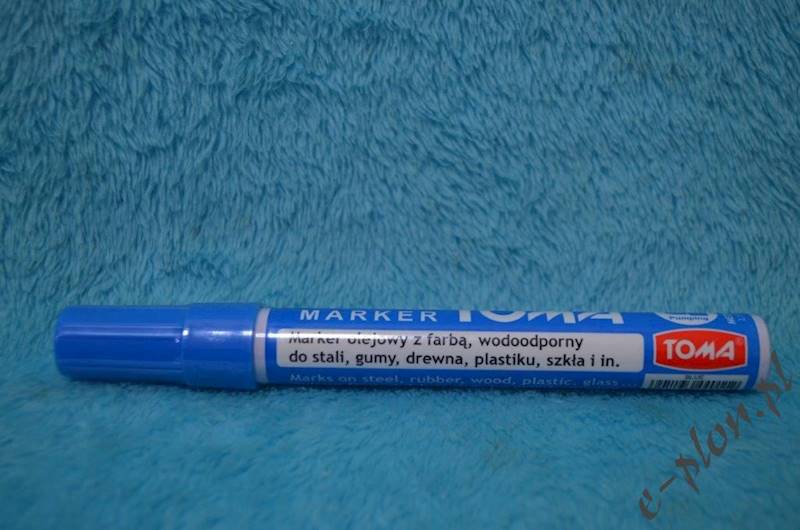 MARKER TOMA
Pumping
Marker olejowy z farbą, wodoodporny
do stali, gumy, drewna, plastiku, szkła i in.
Marks on steel, rubber, wood, plastic, glass...
TOMA
e-plon.pl